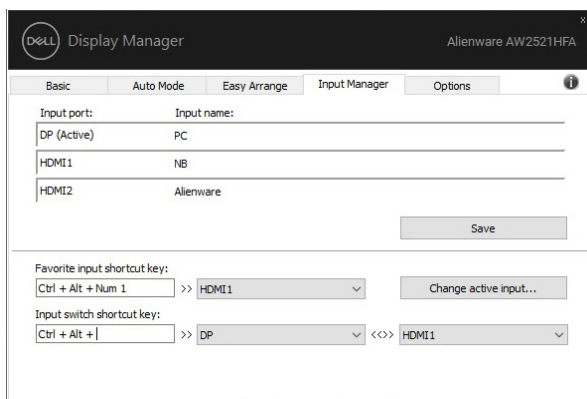 DELL Display Manager Alienware AW2521HFA
Basic Auto Mode Easy Arrange Input Manager Options
Input port: Input name:
DP (Active) PC
HDMI1 NB
HDMI2 Alienware
Save
Favorite input shortcut key:
Ctrl + Alt + Num 1 >> HDMI1 Change active input...
Input switch shortcut key:
Ctrl + Alt + >> DP <<>> HDMI1